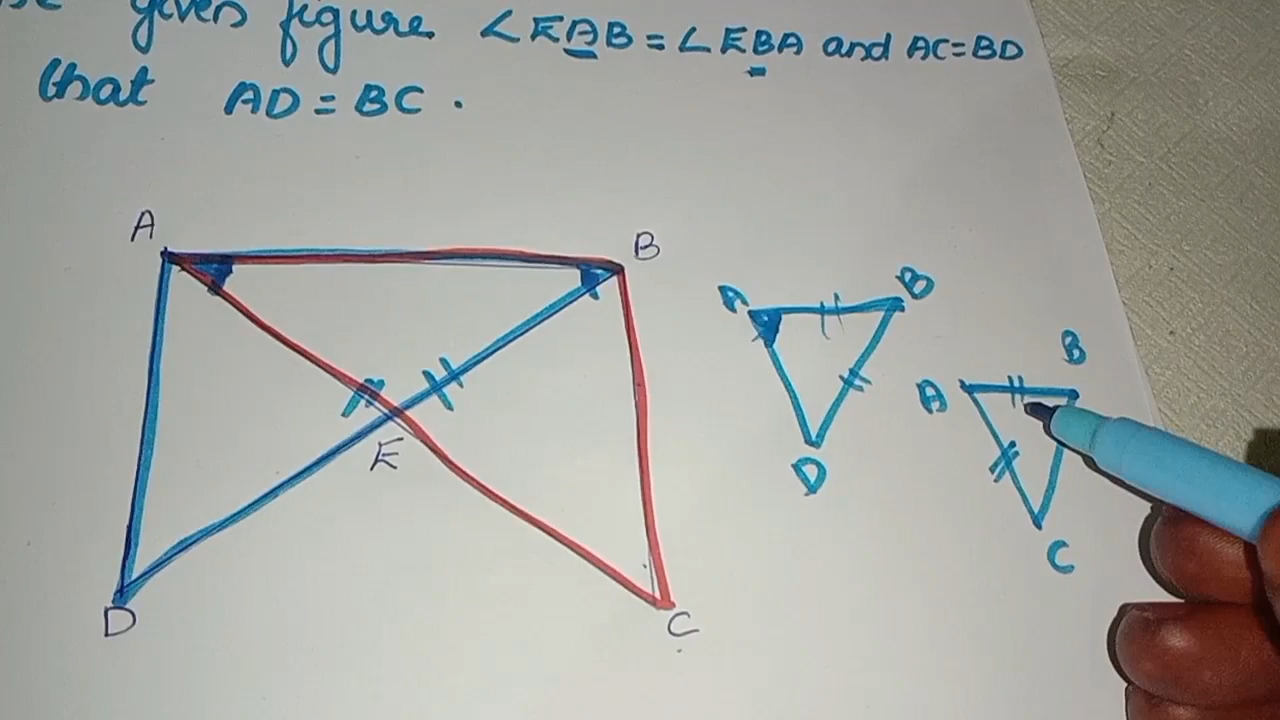 given figure ∠EAB = ∠EBA and AC=BD
that AD = BC .
A
B
E
D
C
A
B
D
A
B
C